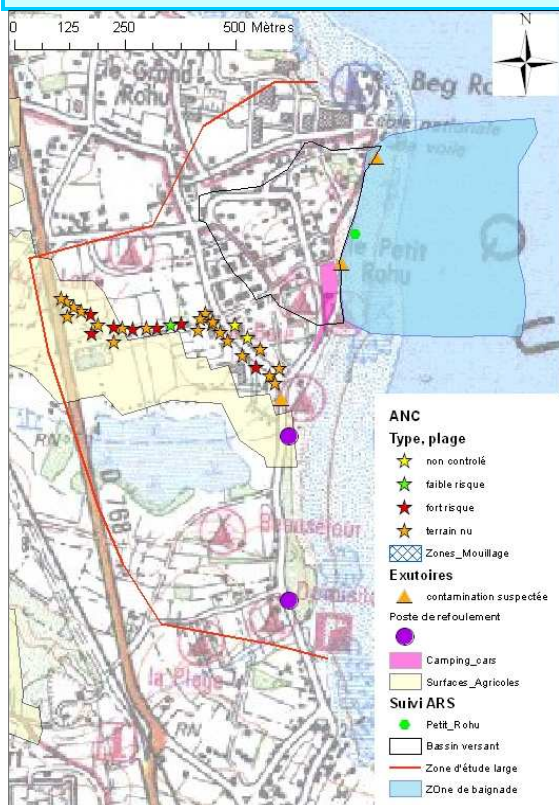 0 125 250 500 Mètres
N
le Grand
Rohu
Beg Ro
Ecole nationale
de voile
le Petit
Rohu
RN
D 768
Beauséjour
la Plage
RN
ANC
Type, plage
non contrôlé
faible risque
fort risque
terrain nu
Zones_Mouillage
Exutoires
contamination suspectée
Poste de refoulement
Camping_cars
Surfaces_Agricoles
Suivi ARS
Petit_Rohu
Bassin versant
Zone d'étude large
ZOne de baignade